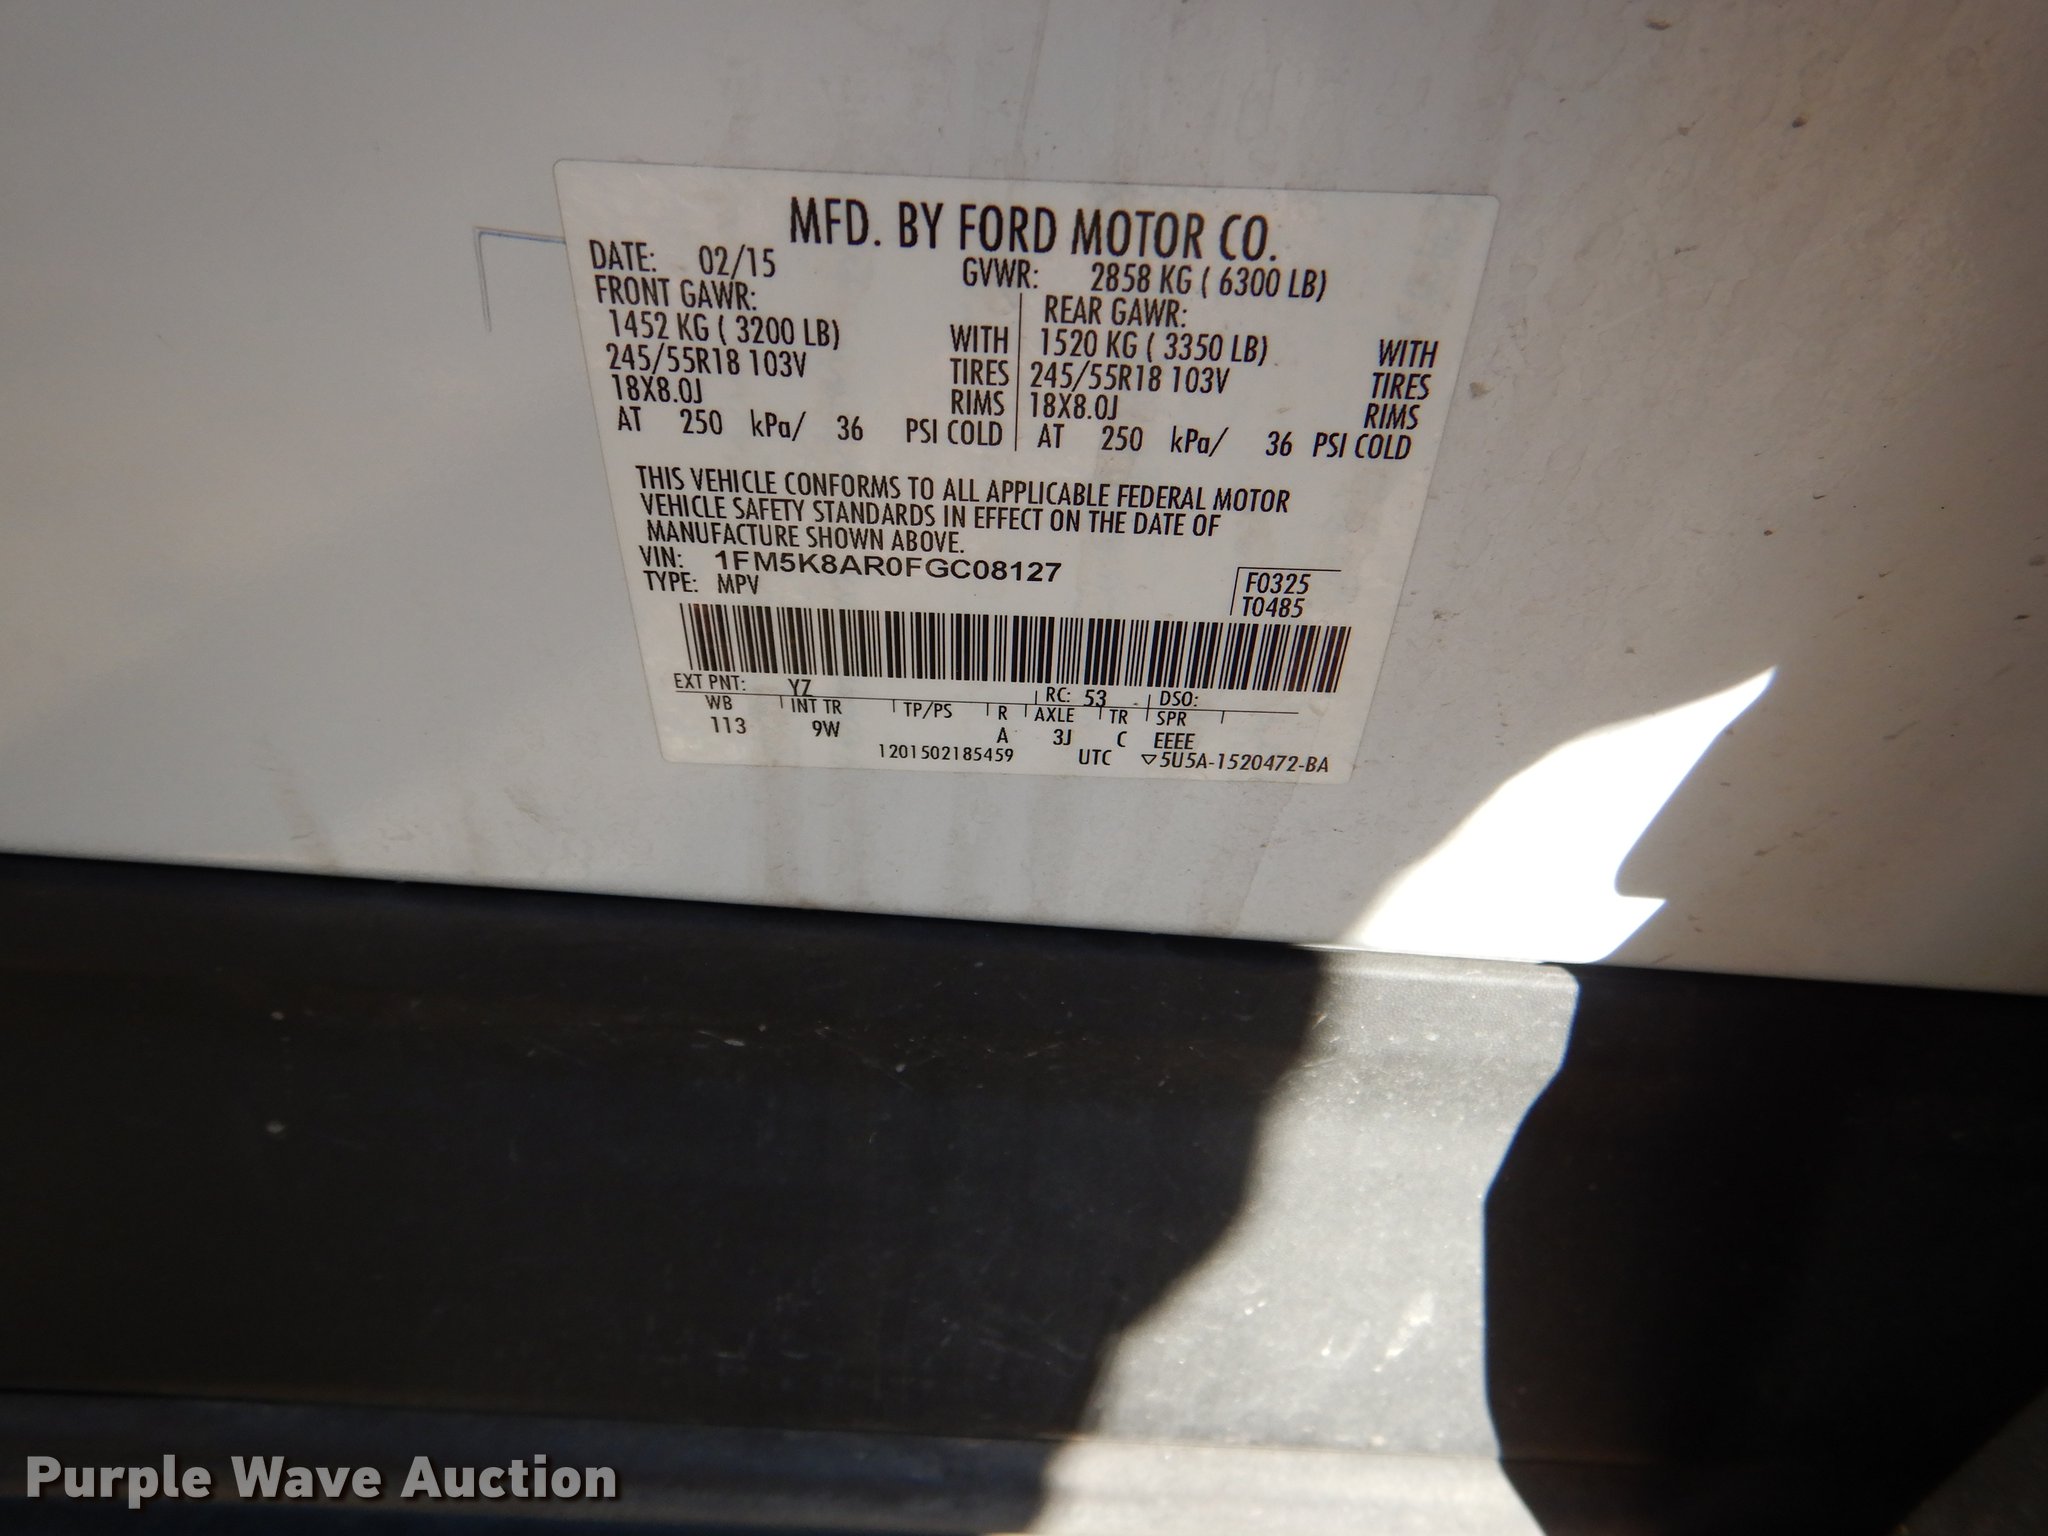 MFD. BY FORD MOTOR CO.
DATE: 02/15 GVWR: 2858 KG ( 6300 LB)
FRONT GAWR: REAR GAWR:
1452 KG ( 3200 LB) WITH 1520 KG ( 3350 LB) WITH
245/55R18 103V TIRES 245/55R18 103V TIRES
18X8.0J RIMS 18X8.0J RIMS
AT 250 kPa/ 36 PSI COLD AT 250 kPa/ 36 PSI COLD
THIS VEHICLE CONFORMS TO ALL APPLICABLE FEDERAL MOTOR
VEHICLE SAFETY STANDARDS IN EFFECT ON THE DATE OF
MANUFACTURE SHOWN ABOVE.
VIN: 1FM5K8AR0FGC08127
TYPE: MPV
F0325
T0485
EXT PNT: YZ RC: 53 DSO:
WB INT TR TP/PS R AXLE TR SPR
113 9W A 3J C EEEE
1201502185459 UTC ▽5U5A-1520472-BA
Purple Wave Auction